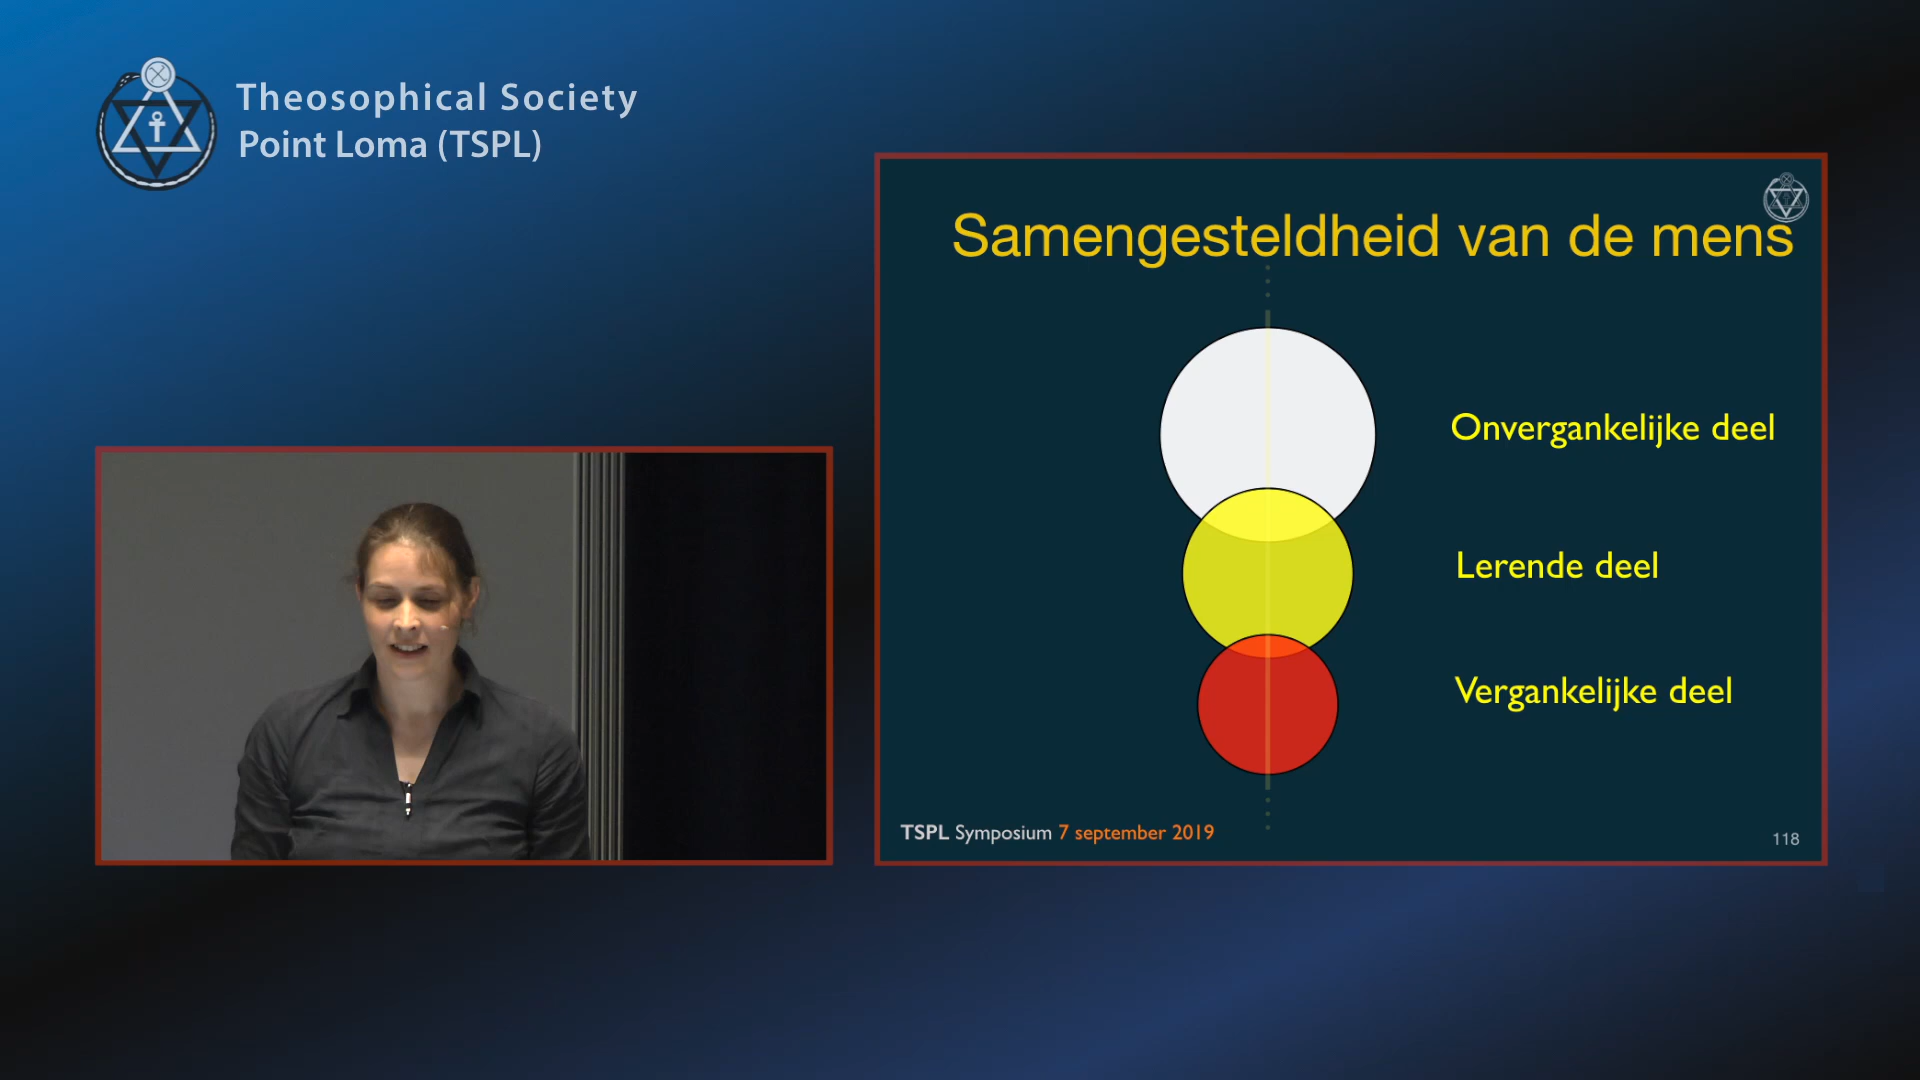 Theosophical Society
Point Loma (TSPL)
Samengesteldheid van de mens
Onvergankelijke deel
Lerende deel
Vergankelijke deel
TSPL Symposium 7 september 2019
118